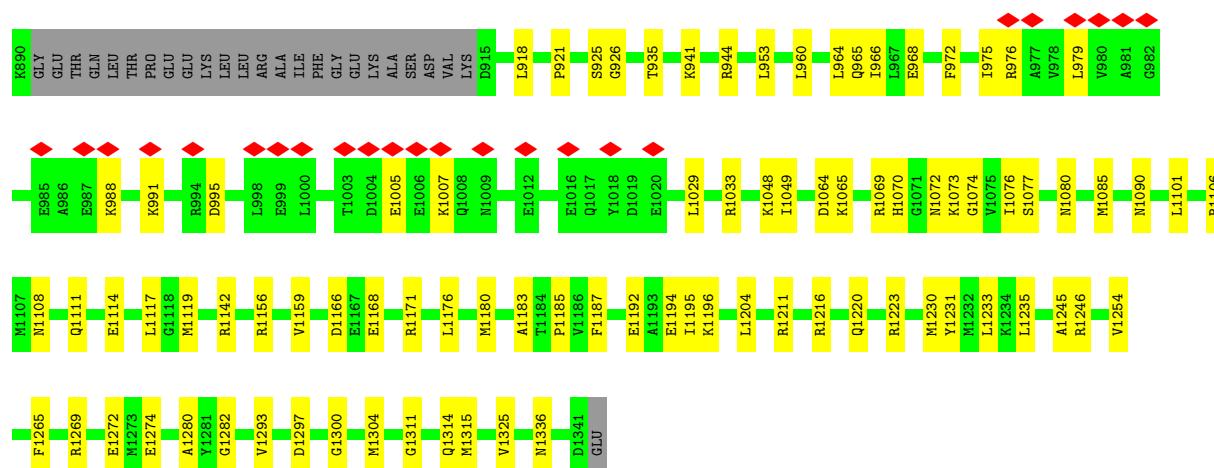 K890 GLY GLU THR GLN LEU THR PRO GLU GLU LYS LEU LEU ARG ALA ILE PHE GLY GLU LYS ALA SER ASP VAL LYS D915 L918 P921 S925 G926 T935 K941 R944 L953 L960 L964 Q965 I966 L967 E968 F972 I975 R976 A977 V978 L979 V980 A981 G982
E985 A986 E987 K988 K991 R994 D995 L998 E999 L1000 T1003 D1004 E1005 E1006 K1007 Q1008 N1009 E1012 E1016 Q1017 Y1018 D1019 E1020 L1029 R1033 K1048 I1049 D1064 K1065 R1069 H1070 G1071 N1072 K1073 G1074 V1075 I1076 S1077 N1080 M1085 N1090 L1101 R1106
M1107 N1108 Q1111 E1114 L1117 G1118 M1119 R1142 R1156 V1159 D1166 E1167 E1168 R1171 L1176 M1180 A1183 T1184 P1185 V1186 F1187 E1192 A1193 E1194 I1195 K1196 L1204 R1211 R1216 Q1220 R1223 M1230 Y1231 M1232 L1233 K1234 L1235 A1245 R1246 V1254
F1265 R1269 E1272 M1273 E1274 A1280 Y1281 G1282 V1293 D1297 G1300 M1304 G1311 Q1314 M1315 V1325 N1336 D1341 GLU